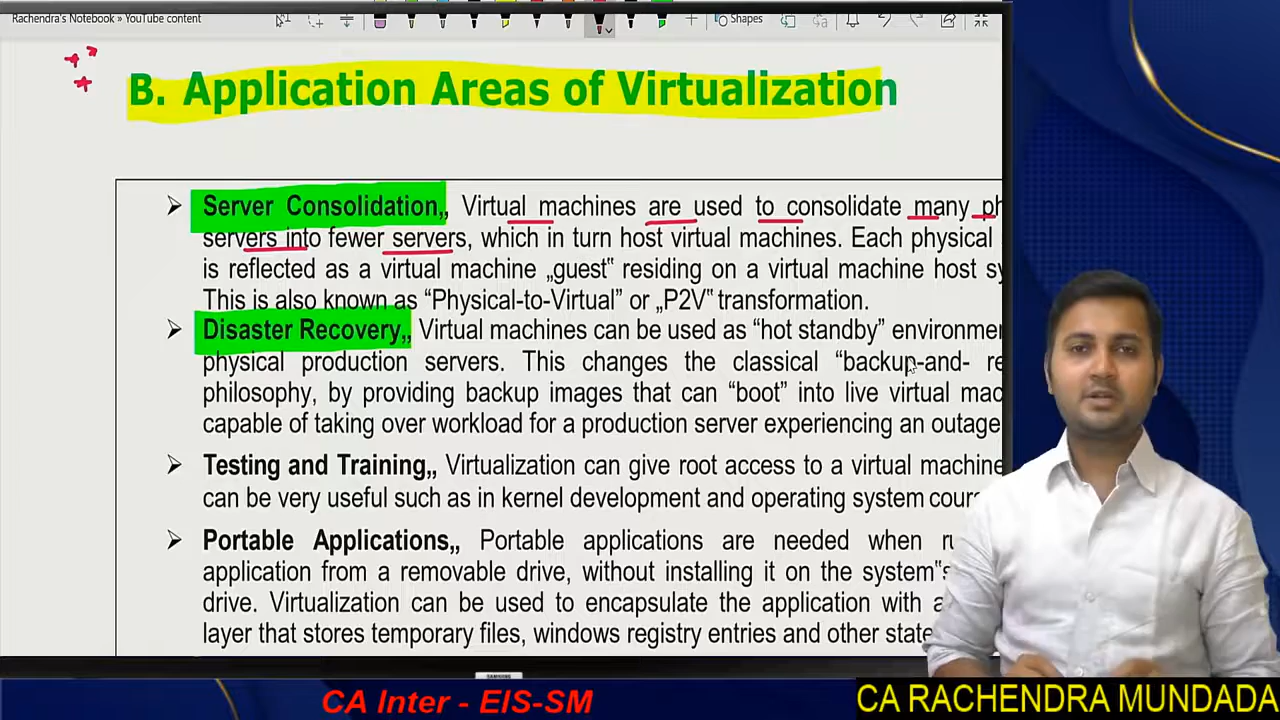 Rachendra's Notebook » YouTube content
Shapes
B. Application Areas of Virtualization
➢ Server Consolidation„ Virtual machines are used to consolidate many
servers into fewer servers, which in turn host virtual machines. Each physical
is reflected as a virtual machine „guest‟ residing on a virtual machine host
This is also known as “Physical-to-Virtual” or „P2V‟ transformation.
➢ Disaster Recovery„ Virtual machines can be used as “hot standby”
physical production servers. This changes the classical “backup-and-
philosophy, by providing backup images that can “boot” into live virtual
capable of taking over workload for a production server experiencing an outage
➢ Testing and Training„ Virtualization can give root access to a virtual machine
can be very useful such as in kernel development and operating system
➢ Portable Applications„ Portable applications are needed when
application from a removable drive, without installing it on the system‟s
drive. Virtualization can be used to encapsulate the application with a
layer that stores temporary files, windows registry entries and other state
SAMSUNG
CA Inter - EIS-SM
CA RACHENDRA MUNDADA